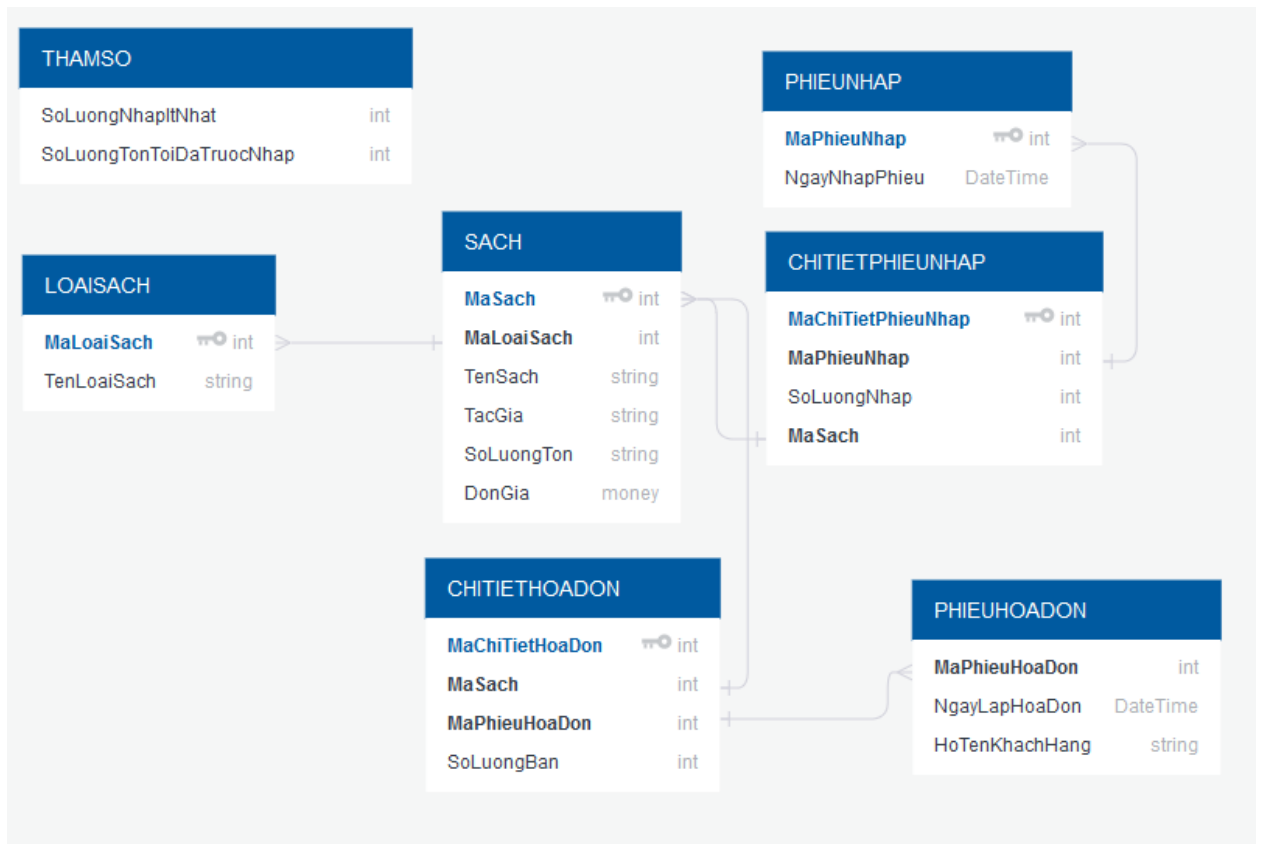 THAMSO
SoLuongNhapItNhat int
SoLuongTonToiDaTruocNhap int
LOAISACH
MaLoaiSach int
TenLoaiSach string
SACH
MaSach int
MaLoaiSach int
TenSach string
TacGia string
SoLuongTon string
DonGia money
PHIEUNHAP
MaPhieuNhap int
NgayNhapPhieu DateTime
CHITIETPHIEUNHAP
MaChiTietPhieuNhap int
MaPhieuNhap int
SoLuongNhap int
MaSach int
CHITIETHOADON
MaChiTietHoaDon int
MaSach int
MaPhieuHoaDon int
SoLuongBan int
PHIEUHOADON
MaPhieuHoaDon int
NgayLapHoaDon DateTime
HoTenKhachHang string